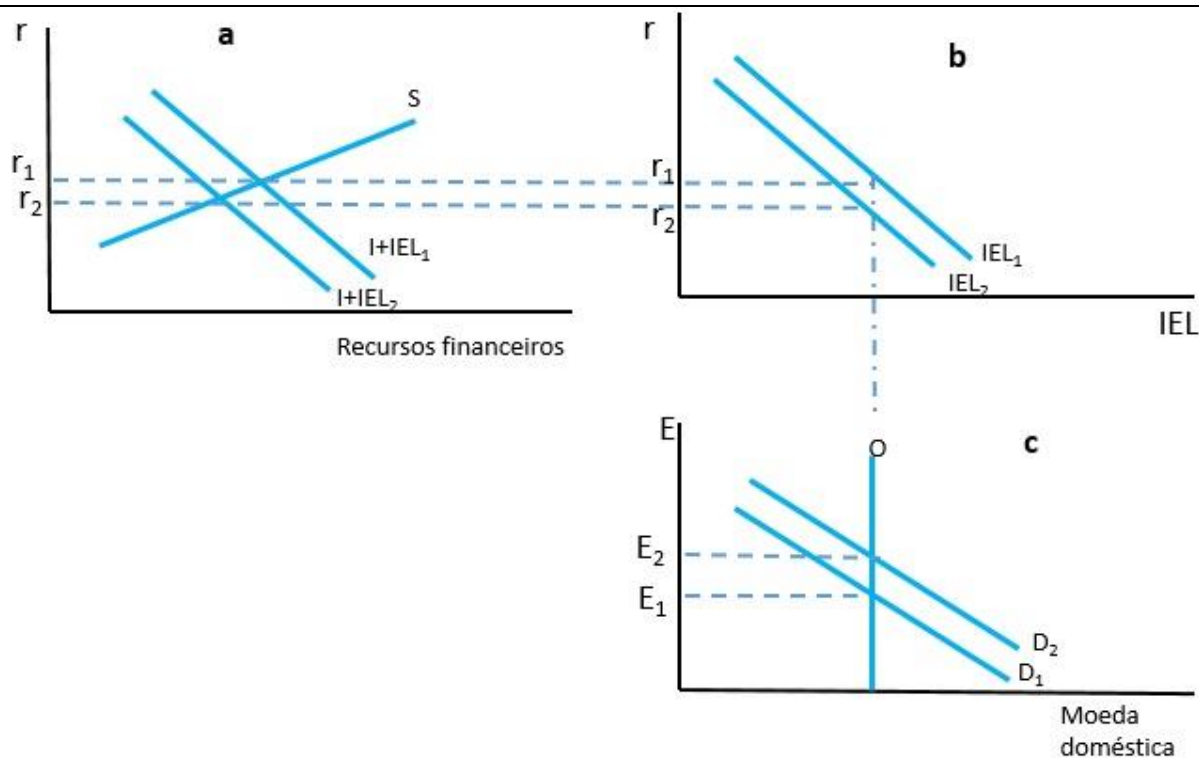 r
a
S
r₁
r₂
I+IEL₁
I+IEL₂
Recursos financeiros
r
b
r₁
r₂
IEL₁
IEL₂
IEL
E
c
O
E₂
E₁
D₂
D₁
Moeda
doméstica